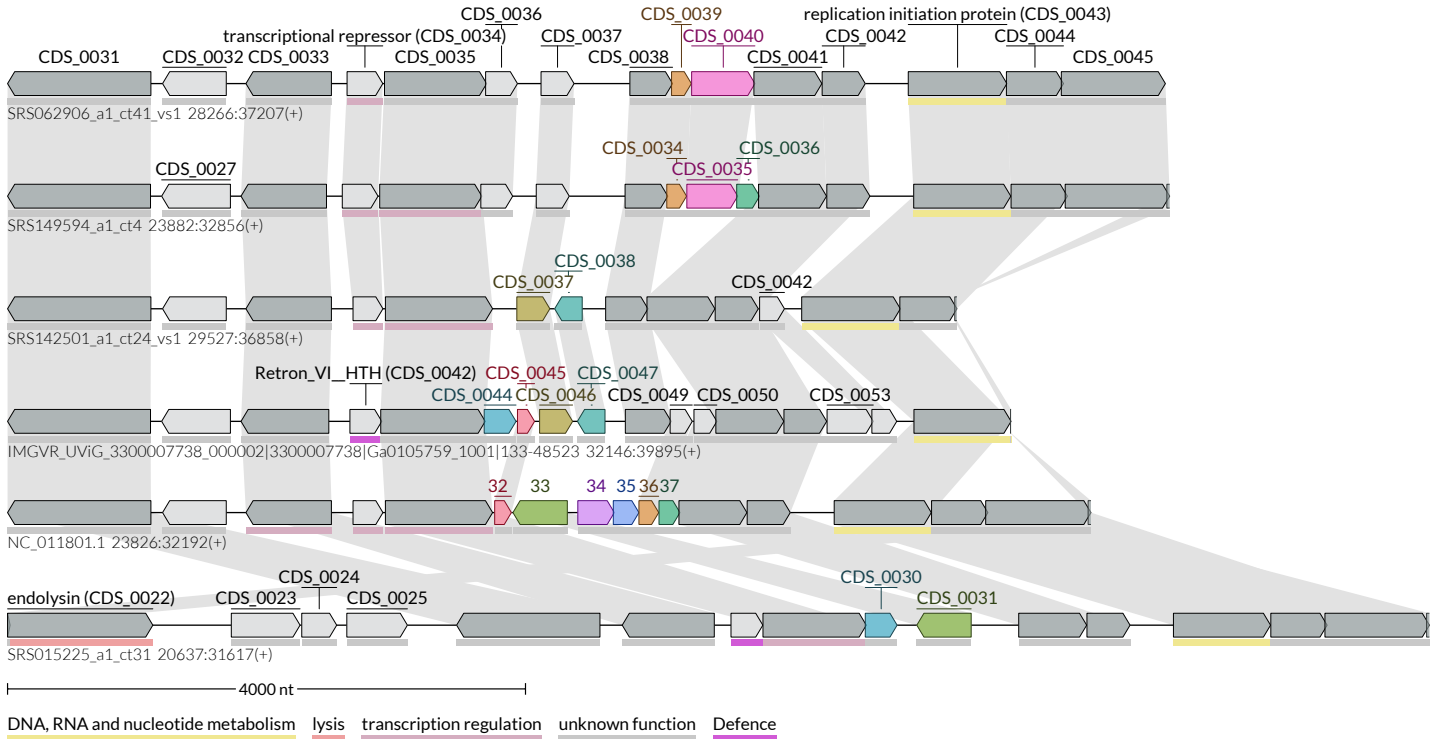 CDS_0036 CDS_0039 replication initiation protein (CDS_0043)
transcriptional repressor (CDS_0034) CDS_0037 CDS_0040 CDS_0042 CDS_0044
CDS_0031 CDS_0032 CDS_0033 CDS_0035 CDS_0038 CDS_0041 CDS_0045
SRS062906_a1_ct41_vs1 28266:37207(+)
CDS_0034 CDS_0036
CDS_0027 CDS_0035
SRS149594_a1_ct4 23882:32856(+)
CDS_0038
CDS_0037 CDS_0042
SRS142501_a1_ct24_vs1 29527:36858(+)
Retron_VI_HTH (CDS_0042) CDS_0045 CDS_0047
CDS_0044 CDS_0046 CDS_0049 CDS_0050 CDS_0053
IMGVR_UViG_3300007738_000002|3300007738|Ga0105759_1001|133-48523 32146:39895(+)
32 33 34 35 36 37
NC_011801.1 23826:32192(+)
CDS_0024 CDS_0030
endolysin (CDS_0022) CDS_0023 CDS_0025 CDS_0031
SRS015225_a1_ct31 20637:31617(+)
4000 nt
DNA, RNA and nucleotide metabolism lysis transcription regulation unknown function Defence